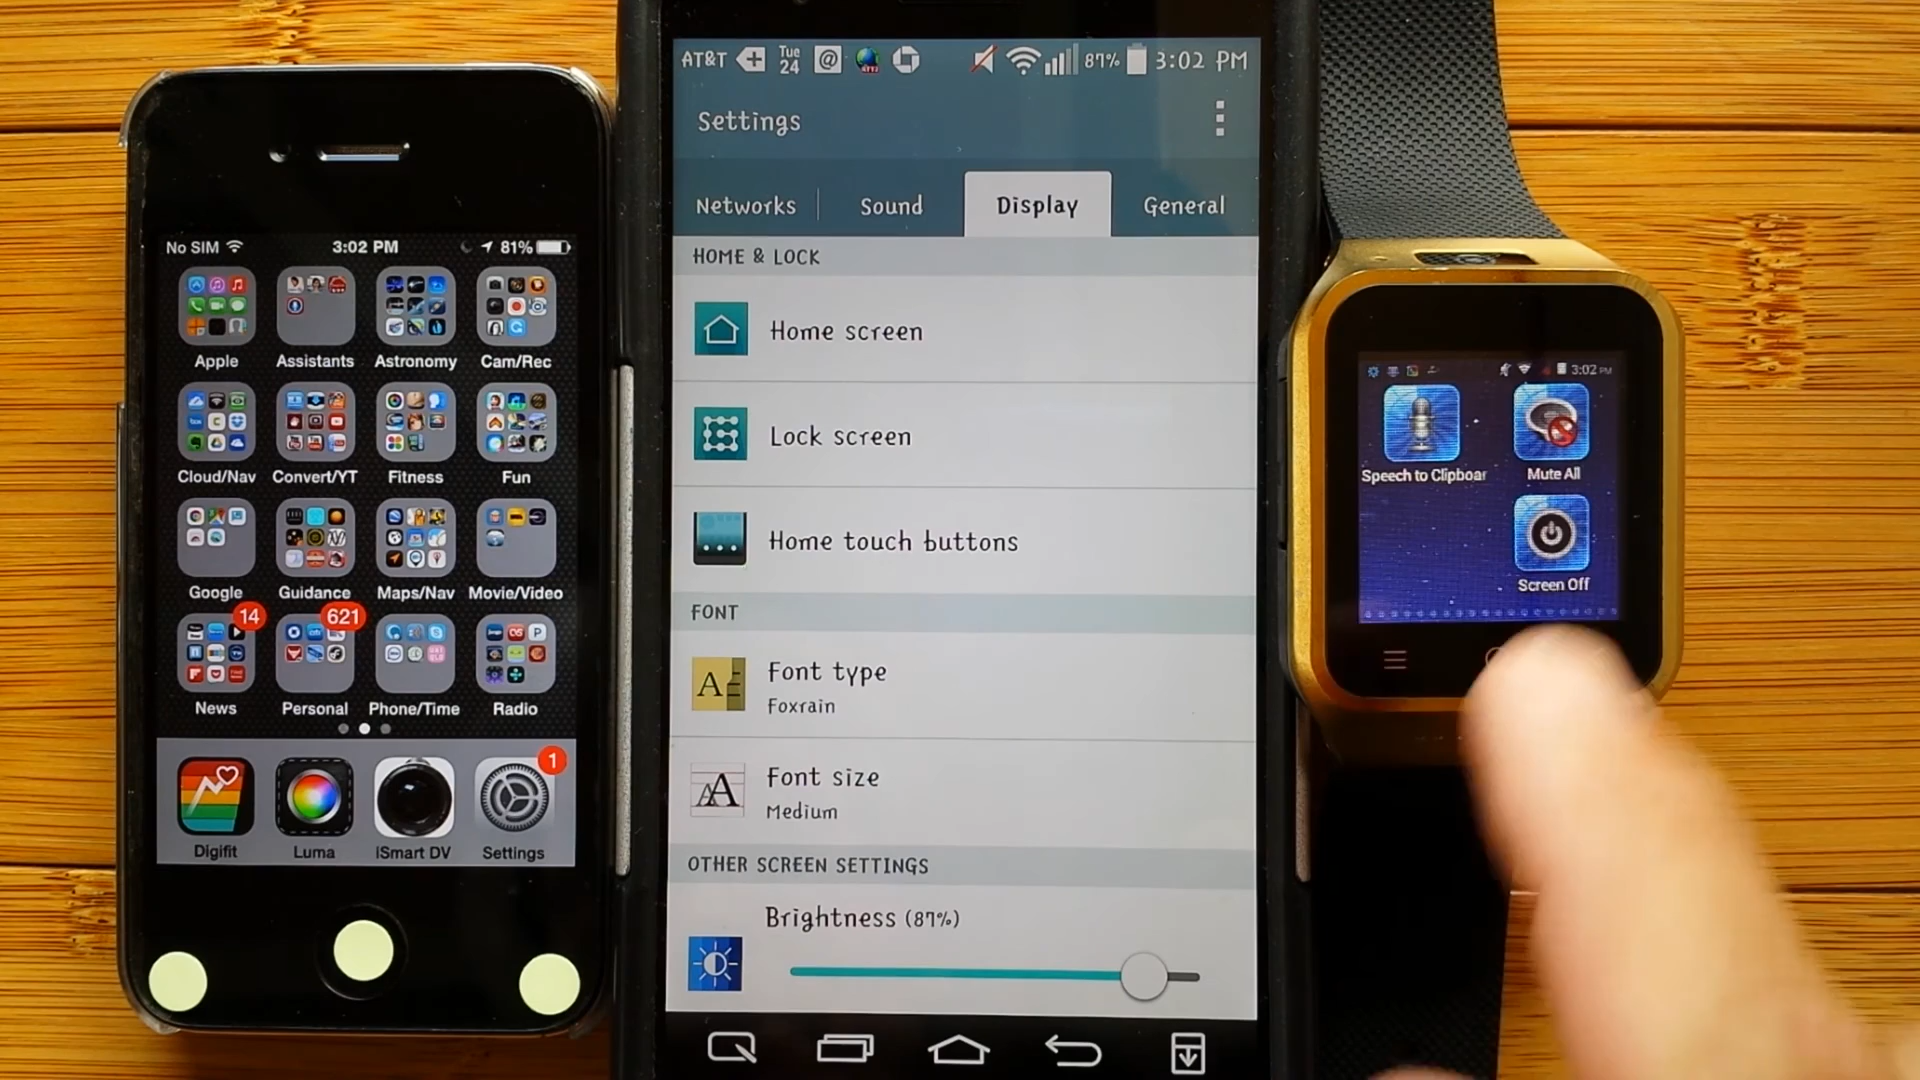 No SIM 3:02 PM 81%
Apple Assistants Astronomy Cam/Rec
Cloud/Nav Convert/YT Fitness Fun
Google Guidance Maps/Nav Movie/Video
14 621
News Personal Phone/Time Radio
1
Digifit Luma iSmart DV Settings
AT&T Tue 24 @ 87% 3:02 PM
Settings
Networks Sound Display General
HOME & LOCK
Home screen
Lock screen
Home touch buttons
FONT
Font type
Foxrain
Font size
Medium
OTHER SCREEN SETTINGS
Brightness (87%)
3:02 PM
Speech to Clipboar Mute All
Screen Off